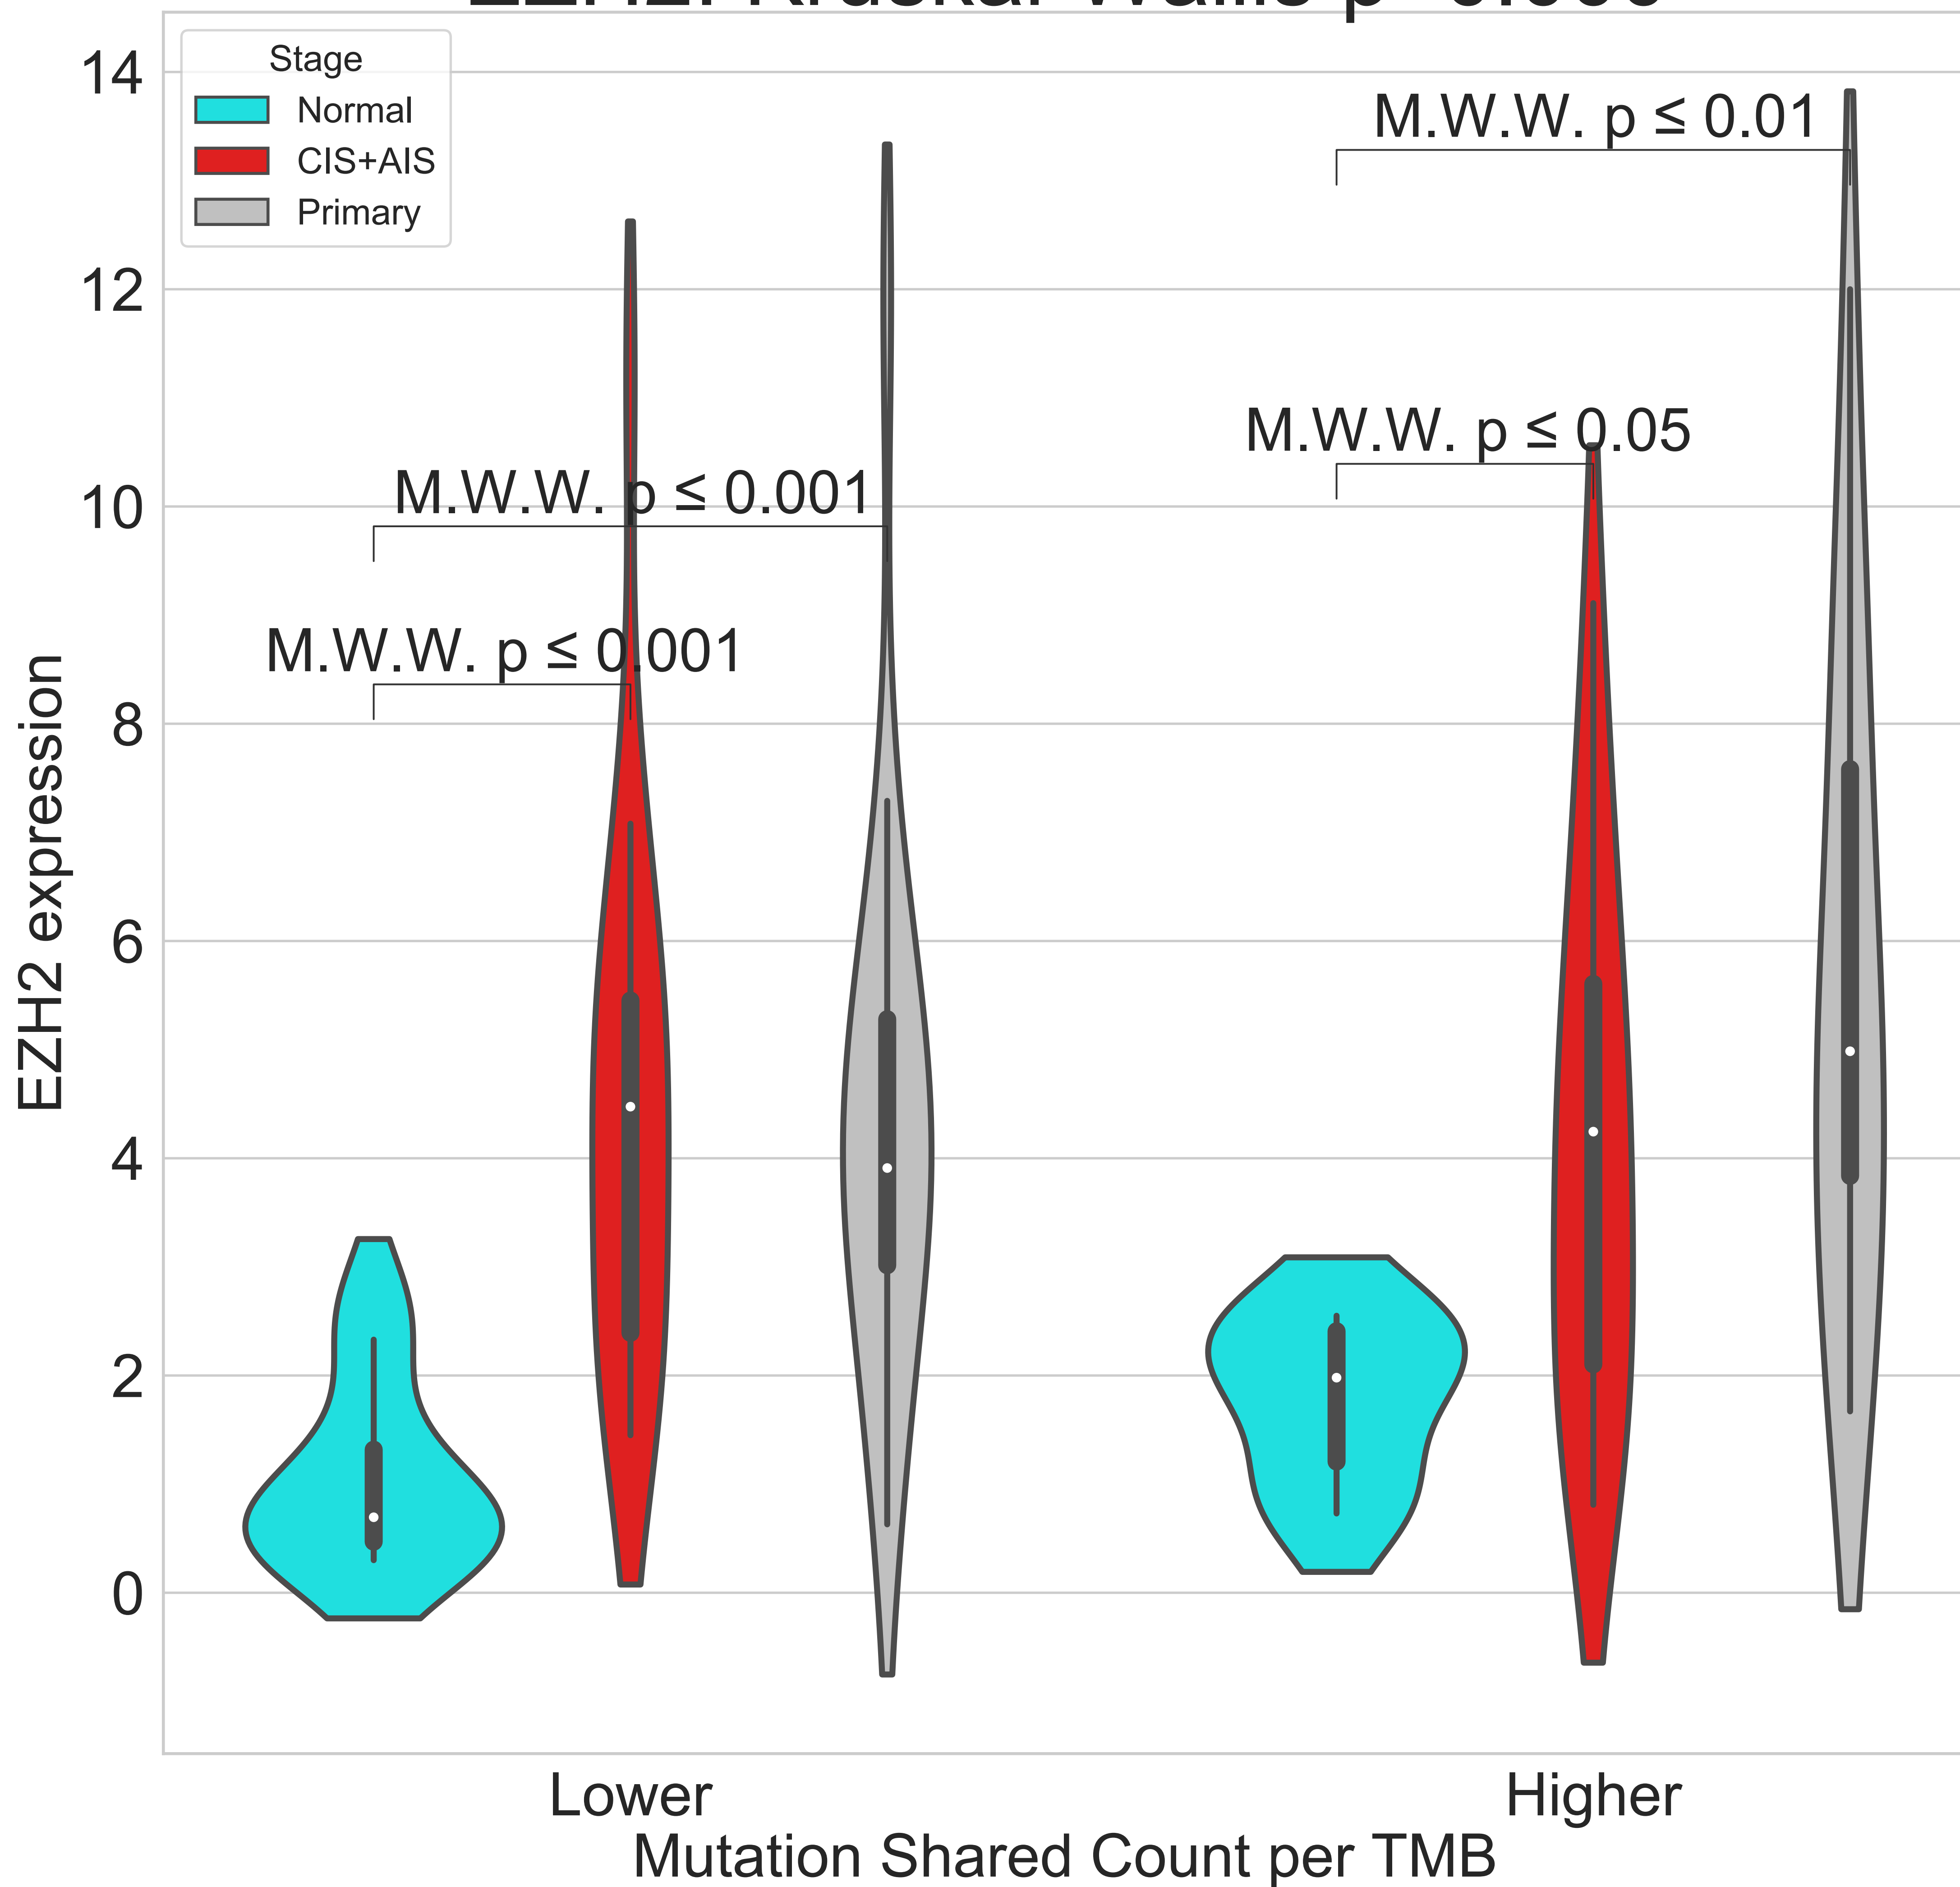 14
12
10
8
6
4
2
0
EZH2 expression
Stage
Normal
CIS+AIS
Primary
M.W.W. p ≤ 0.01
M.W.W. p ≤ 0.05
M.W.W. p ≤ 0.001
M.W.W. p ≤ 0.001
Lower
Higher
Mutation Shared Count per TMB